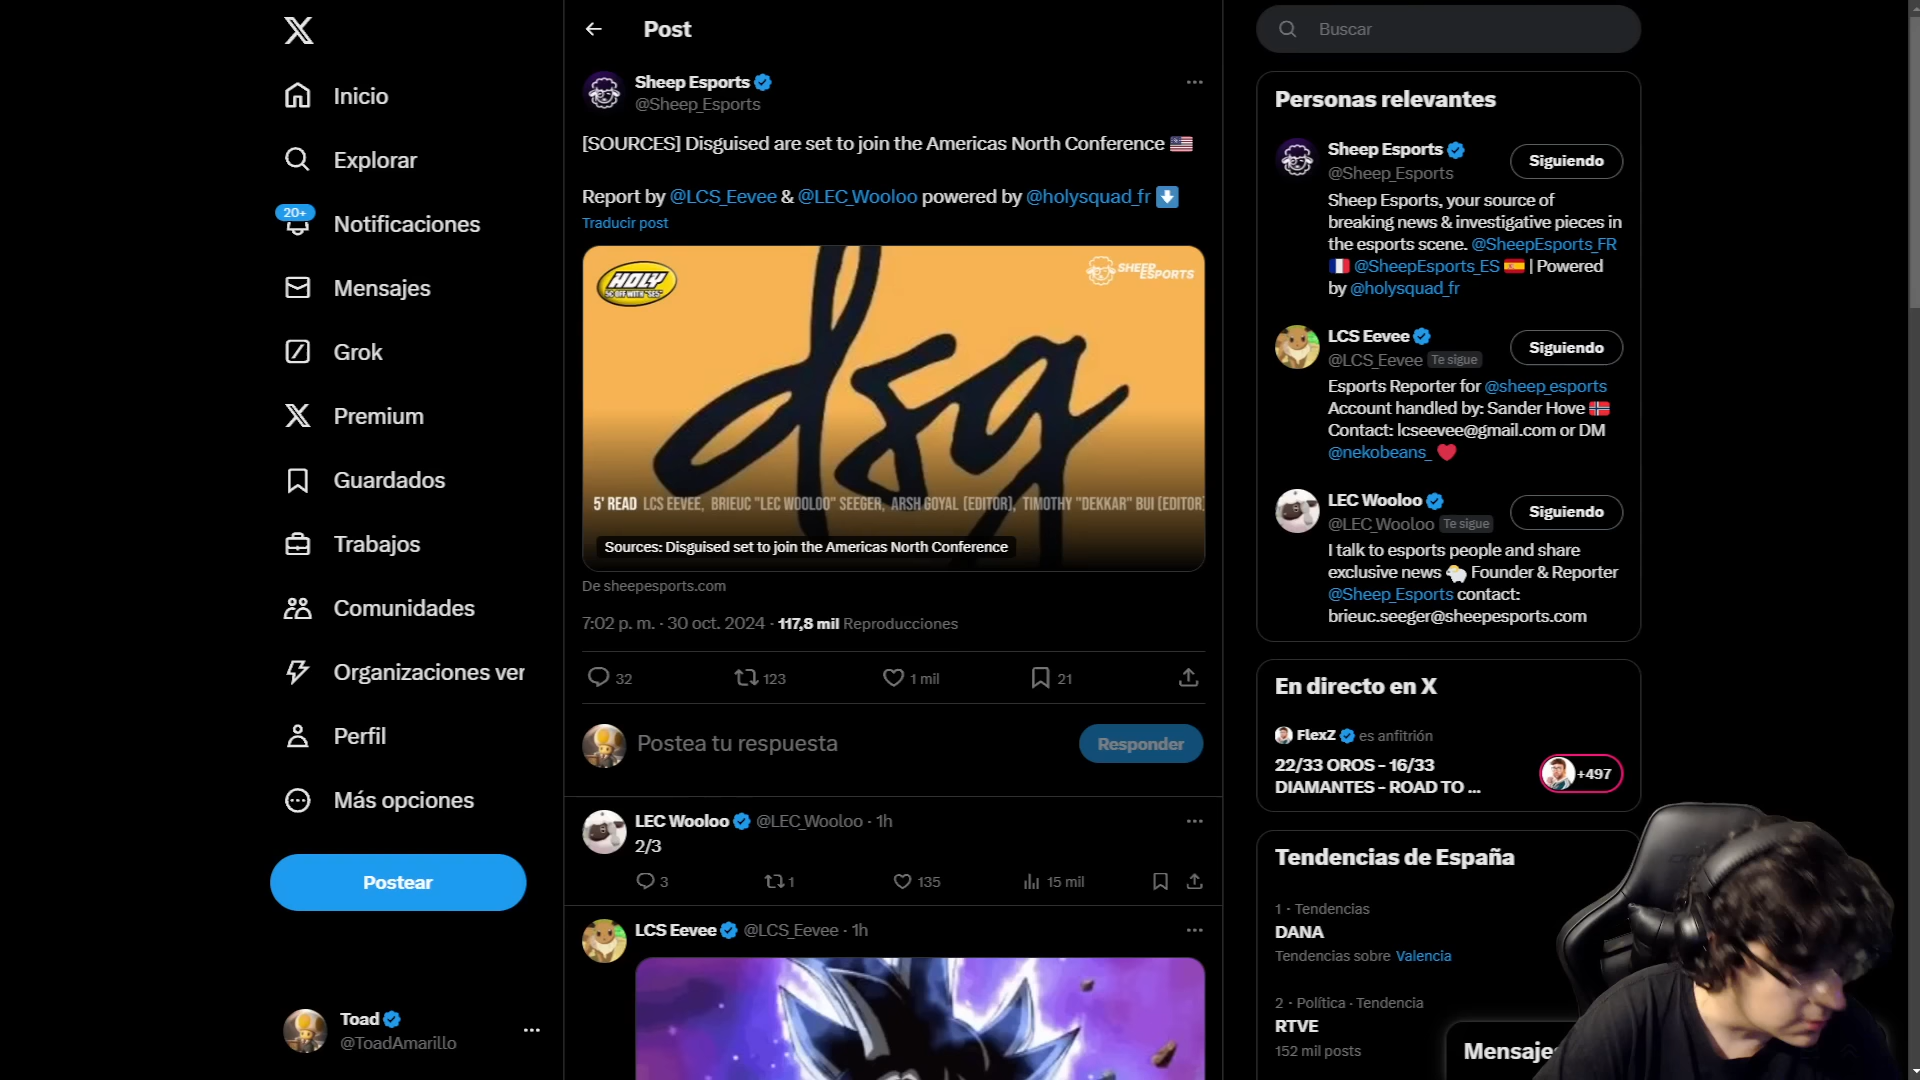 Inicio
Explorar
20+
Notificaciones
Mensajes
Grok
Premium
Guardados
Trabajos
Comunidades
Organizaciones ver
Perfil
Más opciones
Postear
Toad
@ToadAmarillo
Post
Sheep Esports
@Sheep_Esports
[SOURCES] Disguised are set to join the Americas North Conference 🇺🇸
Report by @LCS_Eevee & @LEC_Wooloo powered by @holysquad_fr ⬇️
Traducir post
HOLY
5€ OFF WITH "SES"
SHEEP
ESPORTS
dsg
5' READ LCS EEVEE, BRIEUC "LEC WOOLOO" SEEGER, ARSH GOYAL (EDITOR), TIMOTHY "DEKKAR" BUI (EDITOR)
Sources: Disguised set to join the Americas North Conference
De sheepesports.com
7:02 p. m. · 30 oct. 2024 · 117,8 mil Reproducciones
32 123 1 mil 21
Postea tu respuesta
Responder
LEC Wooloo @LEC_Wooloo · 1h
2/3
3 1 135 15 mil
LCS Eevee @LCS_Eevee · 1h
Buscar
Personas relevantes
Sheep Esports
@Sheep_Esports
Siguiendo
Sheep Esports, your source of
breaking news & investigative pieces in
the esports scene. @SheepEsports_FR
🇫🇷 @SheepEsports_ES 🇪🇸 | Powered
by @holysquad_fr
LCS Eevee
@LCS_Eevee Te sigue
Siguiendo
Esports Reporter for @sheep_esports
Account handled by: Sander Hove 🇳🇴
Contact: lcseevee@gmail.com or DM
@nekobeans_ ❤️
LEC Wooloo
@LEC_Wooloo Te sigue
Siguiendo
I talk to esports people and share
exclusive news 🐑 Founder & Reporter
@Sheep_Esports contact:
brieuc.seeger@sheepesports.com
En directo en X
FlexZ es anfitrión
22/33 OROS - 16/33
DIAMANTES - ROAD TO ...
+497
Tendencias de España
1 · Tendencias
DANA
Tendencias sobre Valencia
2 · Política · Tendencia
RTVE
152 mil posts
Mensaje